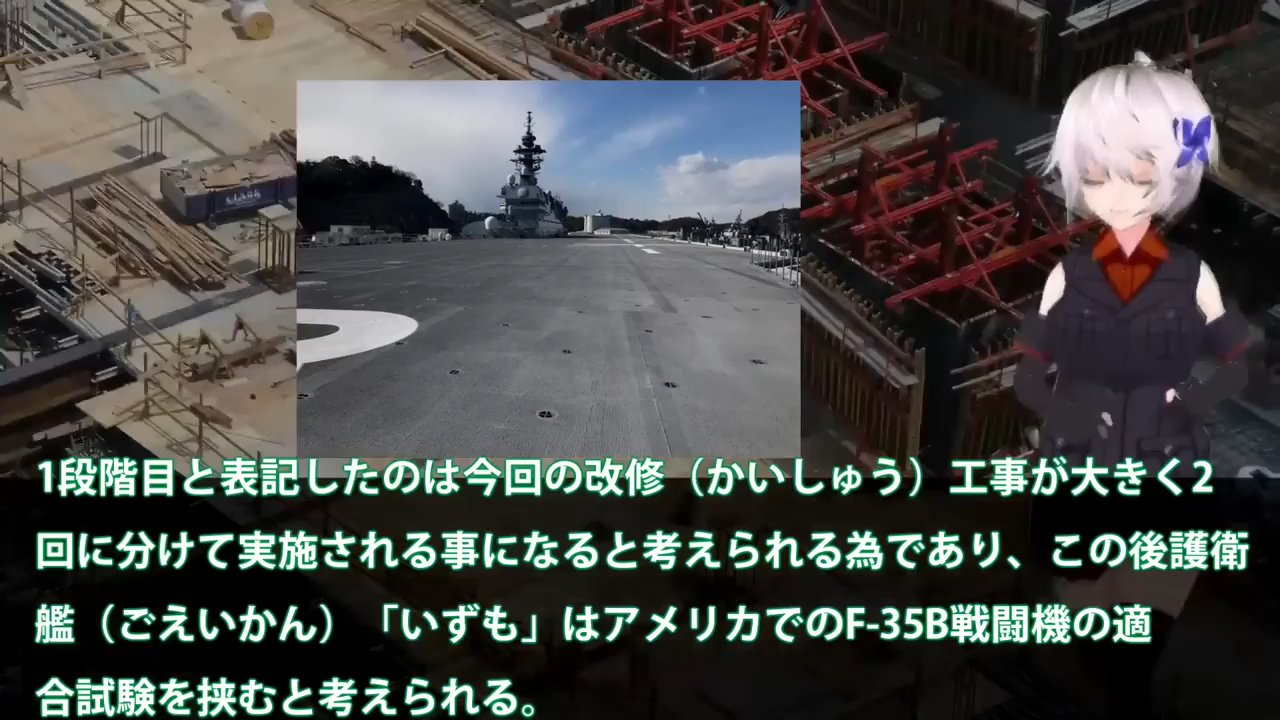 CLARK
1段階目と表記したのは今回の改修（かいしゅう）工事が大きく2
回に分けて実施される事になると考えられる為であり、この後護衛
艦（ごえいかん）「いずも」はアメリカでのF-35B戦闘機の適
合試験を挟むと考えられる。